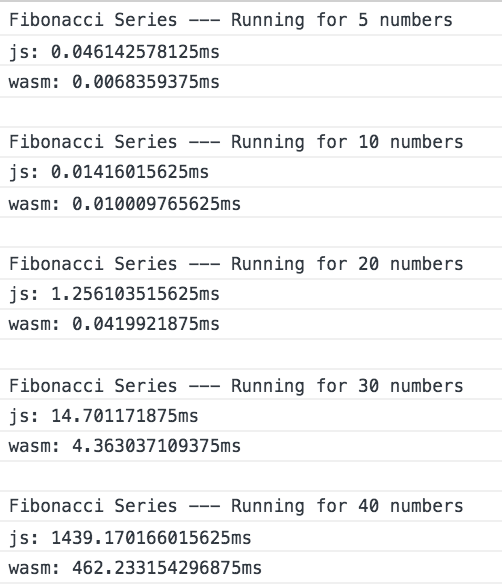 Fibonacci Series --- Running for 5 numbers
js: 0.046142578125ms
wasm: 0.0068359375ms
Fibonacci Series --- Running for 10 numbers
js: 0.01416015625ms
wasm: 0.010009765625ms
Fibonacci Series --- Running for 20 numbers
js: 1.256103515625ms
wasm: 0.0419921875ms
Fibonacci Series --- Running for 30 numbers
js: 14.701171875ms
wasm: 4.363037109375ms
Fibonacci Series --- Running for 40 numbers
js: 1439.170166015625ms
wasm: 462.233154296875ms